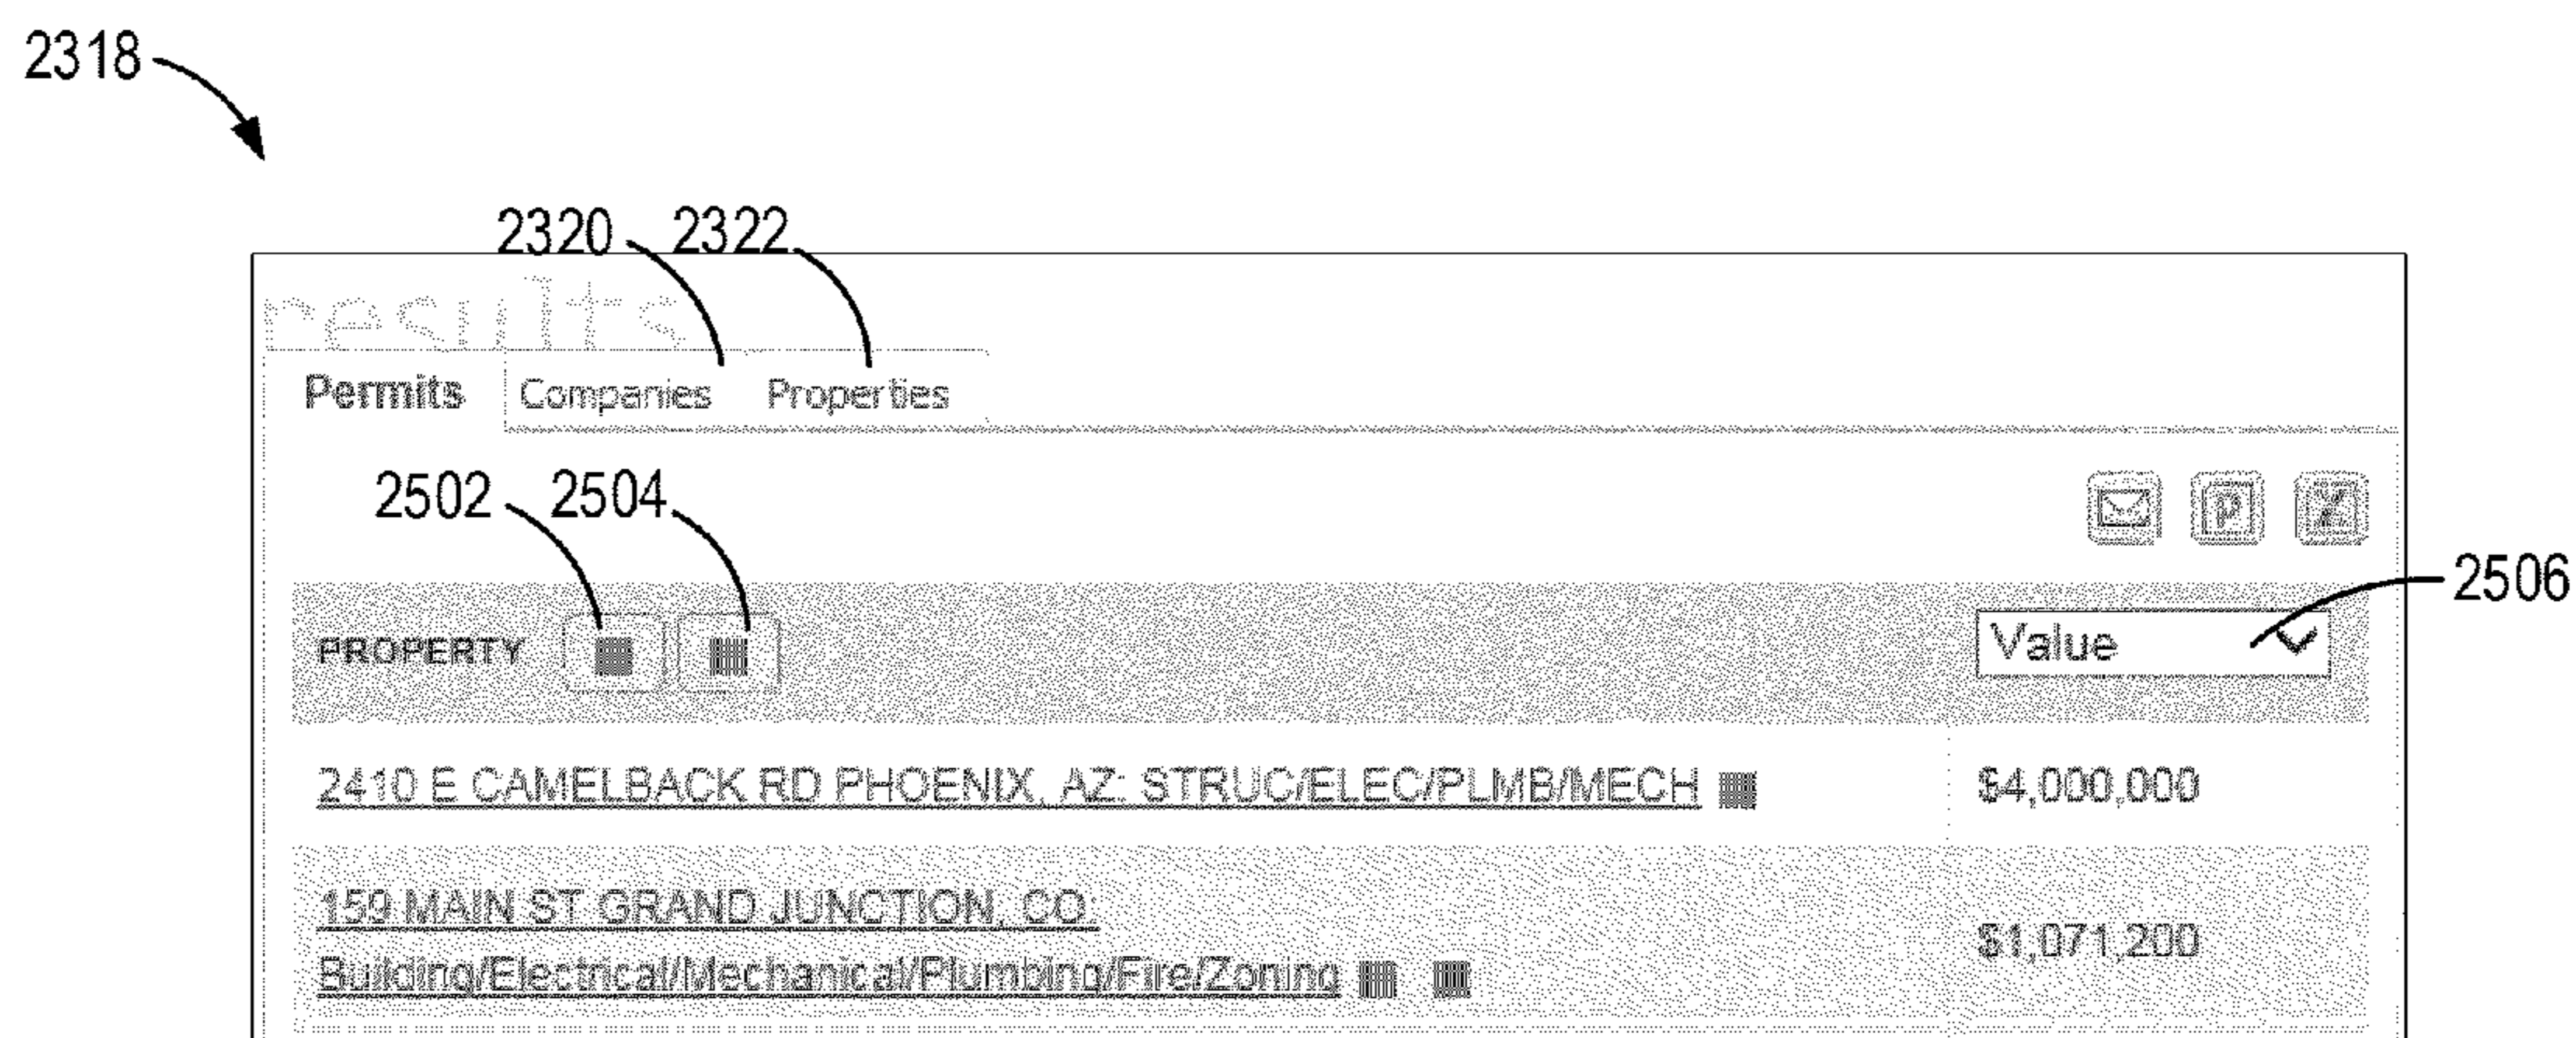 2318
2320 2322
results
Permits Companies Properties
2502 2504
P
2506
PROPERTY Value
2410 E CAMELBACK RD PHOENIX, AZ: STRUC/ELEC/PLMB/MECH $4,000,000
159 MAIN ST GRAND JUNCTION, CO:
$1,071,200
Building/Electrical/Mechanical/Plumbing/Fire/Zoning